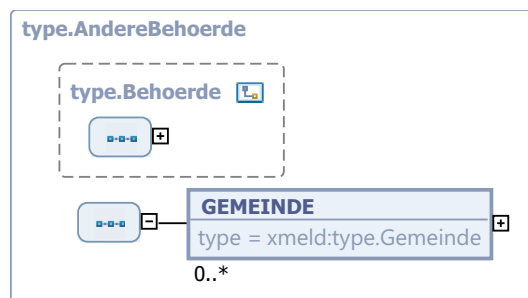 type.AndereBehoerde
type.Behoerde
GEMEINDE
type = xmeld:type.Gemeinde
0..*